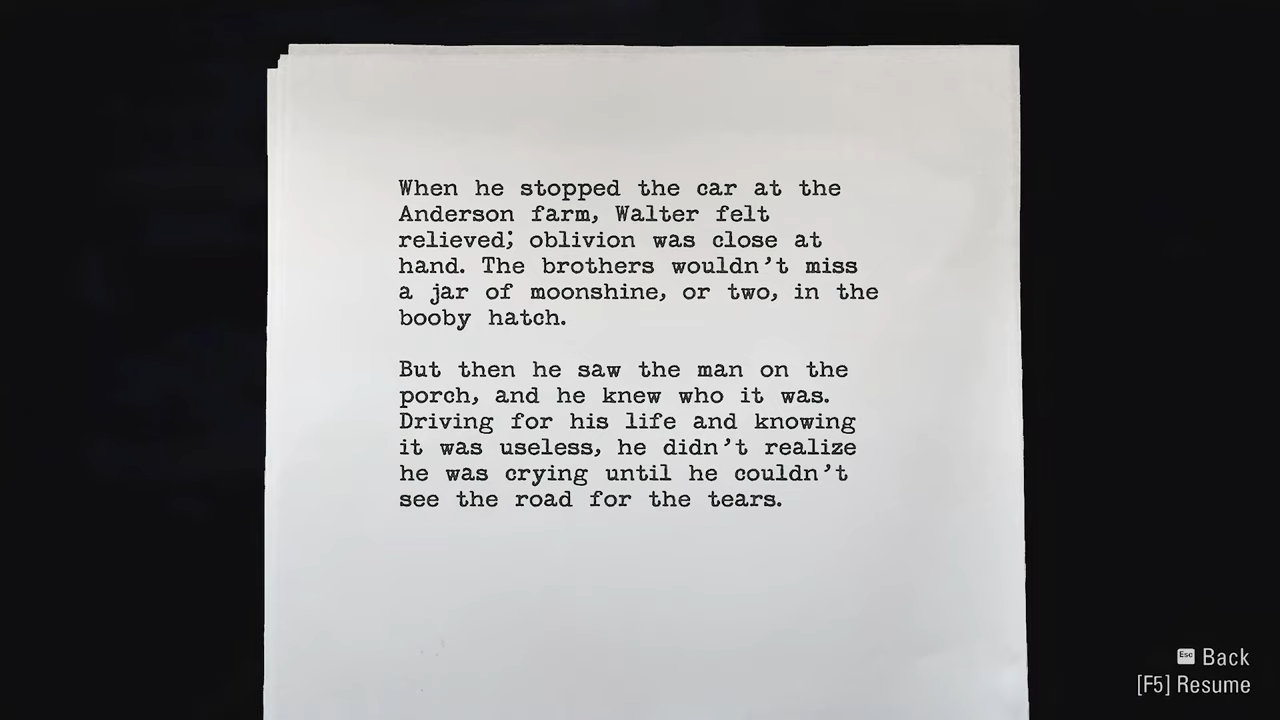 When he stopped the car at the
Anderson farm, Walter felt
relieved; oblivion was close at
hand. The brothers wouldn't miss
a jar of moonshine, or two, in the
booby hatch.
But then he saw the man on the
porch, and he knew who it was.
Driving for his life and knowing
it was useless, he didn't realize
he was crying until he couldn't
see the road for the tears.
Esc Back
[F5] Resume